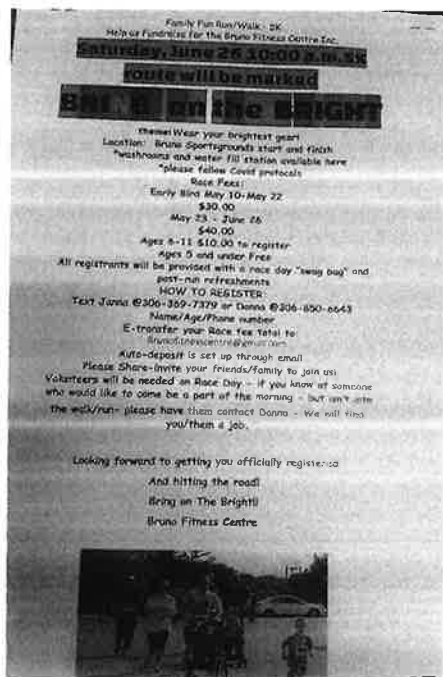 Family Fun Run/Walk - 5K
Help us Fundraise for the Bruno Fitness Centre Inc.
Saturday, June 26 10:00 a.m.5K
route will be marked
BRING on the BRIGHT
theme:Wear your brightest gear!
Location: Bruno Sportsgrounds start and finish
*washrooms and water fill station available here
*please follow Covid protocols
Race Fees:
Early Bird May 10-May 22
$30.00
May 23 - June 26
$40.00
Ages 6-11 $10.00 to register
Ages 5 and under Free
All registrants will be provided with a race day "swag bag" and
post-run refreshments
HOW TO REGISTER:
Text Janna @306-369-7379 or Donna @306-850-6643
Name/Age/Phone number
E-transfer your Race fee total to:
Brunofitnesscentre@gmail.com
Auto-deposit is set up through email
Please Share-Invite your friends/family to join us!
Volunteers will be needed on Race Day - if you know of someone
who would like to come be a part of the morning - but isn't into
the walk/run- please have them contact Donna - We will find
you/them a job.
Looking forward to getting you officially registered
And hitting the road!
Bring on The Bright!!
Bruno Fitness Centre